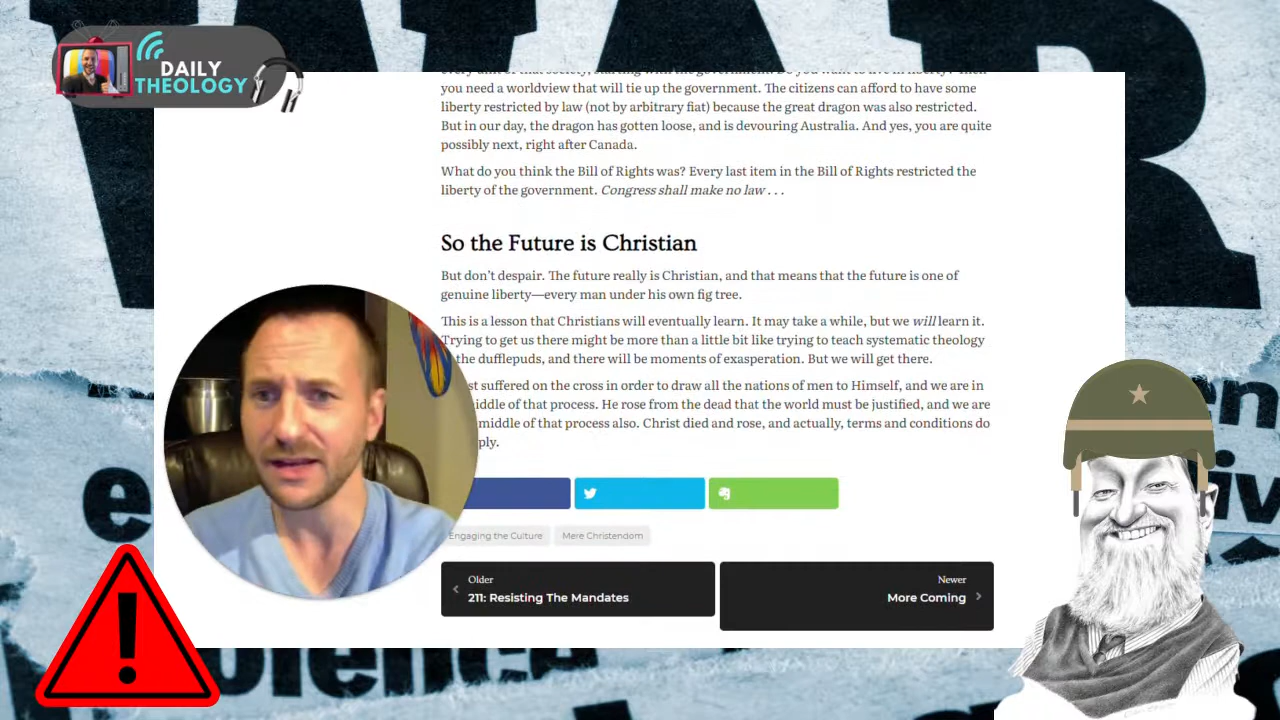 WAR
DAILY
THEOLOGY
every unit of that society, starting with the government. Do you want to live in liberty? Then
you need a worldview that will tie up the government. The citizens can afford to have some
liberty restricted by law (not by arbitrary fiat) because the great dragon was also restricted.
But in our day, the dragon has gotten loose, and is devouring Australia. And yes, you are quite
possibly next, right after Canada.
What do you think the Bill of Rights was? Every last item in the Bill of Rights restricted the
liberty of the government. Congress shall make no law . . .
So the Future is Christian
But don’t despair. The future really is Christian, and that means that the future is one of
genuine liberty—every man under his own fig tree.
This is a lesson that Christians will eventually learn. It may take a while, but we will learn it.
Trying to get us there might be more than a little bit like trying to teach systematic theology
the dufflepuds, and there will be moments of exasperation. But we will get there.
st suffered on the cross in order to draw all the nations of men to Himself, and we are in
iddle of that process. He rose from the dead that the world must be justified, and we are
middle of that process also. Christ died and rose, and actually, terms and conditions do
ply.
Engaging the Culture
Mere Christendom
Older
211: Resisting The Mandates
Newer
More Coming
olence